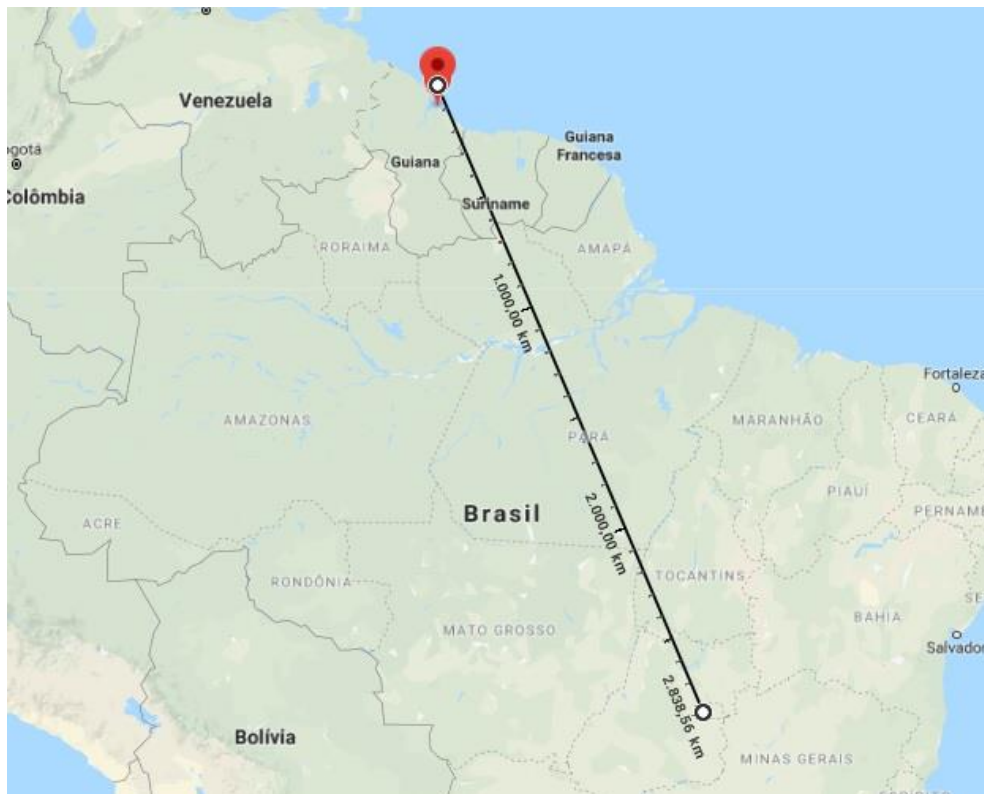 Venezuela
Guiana
Francesa
ogotá
Guiana
Colômbia
Suriname
RORAIMA
AMAPÁ
1.000,00 km
Fortaleza
AMAZONAS
MARANHÃO
CEARÁ
PARÁ
PIAUÍ
Brasil
PERNAME
ACRE
2.000,00 km
RONDÔNIA
TOCANTINS
SE
BAHIA
MATO GROSSO
Salvador
2.838,56 km
Bolívia
MINAS GERAIS